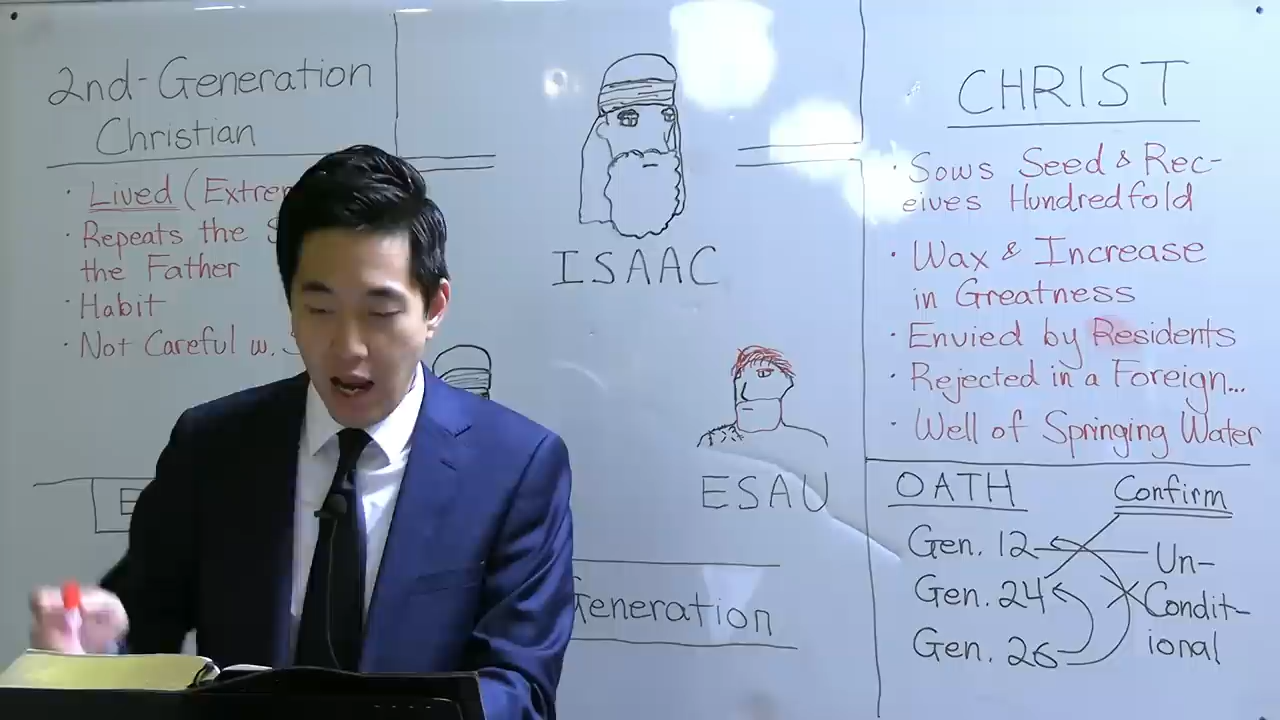 2nd-Generation
Christian
· Lived (Extre
· Repeats the
the Father
· Habit
· Not Careful w.
ISAAC
ESAU
Generation
CHRIST
· Sows Seed & Rec-
eives Hundredfold
· Wax & Increase
in Greatness
· Envied by Residents
· Rejected in a Foreign...
· Well of Springing Water
OATH
Confirm
Gen. 12
Gen. 24
Gen. 26
Un-
Condit-
ional